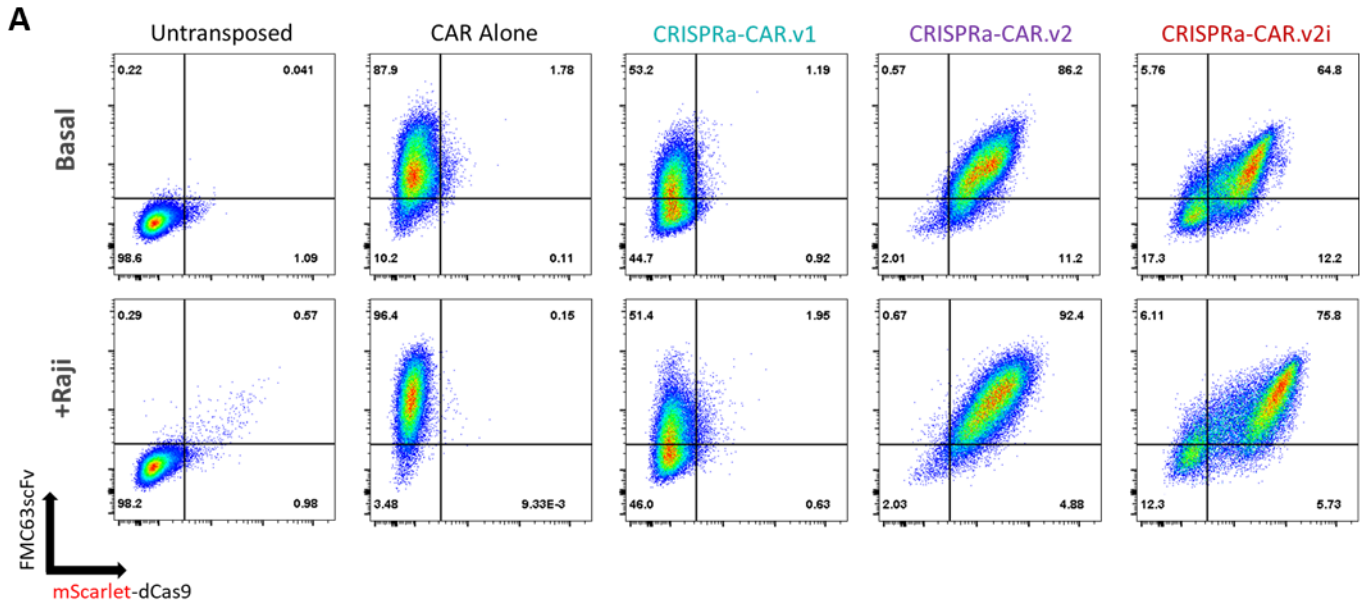 A
Untransposed CAR Alone CRISPRa-CAR.v1 CRISPRa-CAR.v2 CRISPRa-CAR.v2i
Basal
0.22 0.041 87.9 1.78 53.2 1.19 0.57 86.2 5.76 64.8
98.6 1.09 10.2 0.11 44.7 0.92 2.01 11.2 17.3 12.2
+Raji
0.29 0.57 96.4 0.15 51.4 1.95 0.67 92.4 6.11 75.8
98.2 0.98 3.48 9.33E-3 46.0 0.63 2.03 4.88 12.3 5.73
FMC63scFv
mScarlet-dCas9